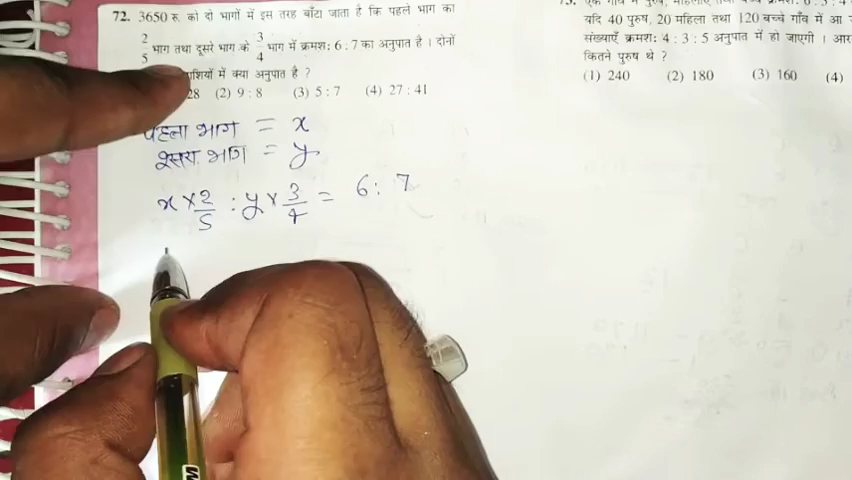 72. 3650 रु. को दो भागों में इस तरह बाँटा जाता है कि पहले भाग का
2/5 भाग तथा दूसरे भाग के 3/4 भाग में क्रमश: 6 : 7 का अनुपात है । दोनों
राशियों में क्या अनुपात है ?
28 (2) 9 : 8 (3) 5 : 7 (4) 27 : 41
पहला भाग = x
दूसरा भाग = y
x × 2/5 : y × 3/4 = 6 : 7
यदि 40 पुरुष, 20 महिला तथा 120 बच्चे गाँव में आ
संख्याएँ क्रमश: 4 : 3 : 5 अनुपात में हो जाएगी ।
कितने पुरुष थे ?
(1) 240 (2) 180 (3) 160 (4)